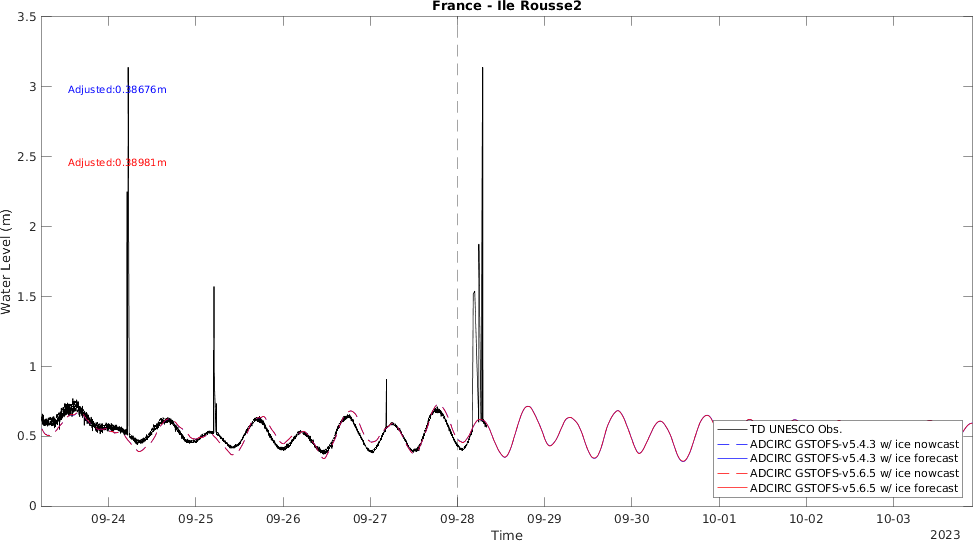 France - Ile Rousse2
3.5
3
2.5
2
1.5
1
0.5
0
Water Level (m)
Adjusted:0.38676m
Adjusted:0.38981m
TD UNESCO Obs.
ADCIRC GSTOFS-v5.4.3 w/ ice nowcast
ADCIRC GSTOFS-v5.4.3 w/ ice forecast
ADCIRC GSTOFS-v5.6.5 w/ ice nowcast
ADCIRC GSTOFS-v5.6.5 w/ ice forecast
09-24 09-25 09-26 09-27 09-28 09-29 09-30 10-01 10-02 10-03
Time
2023